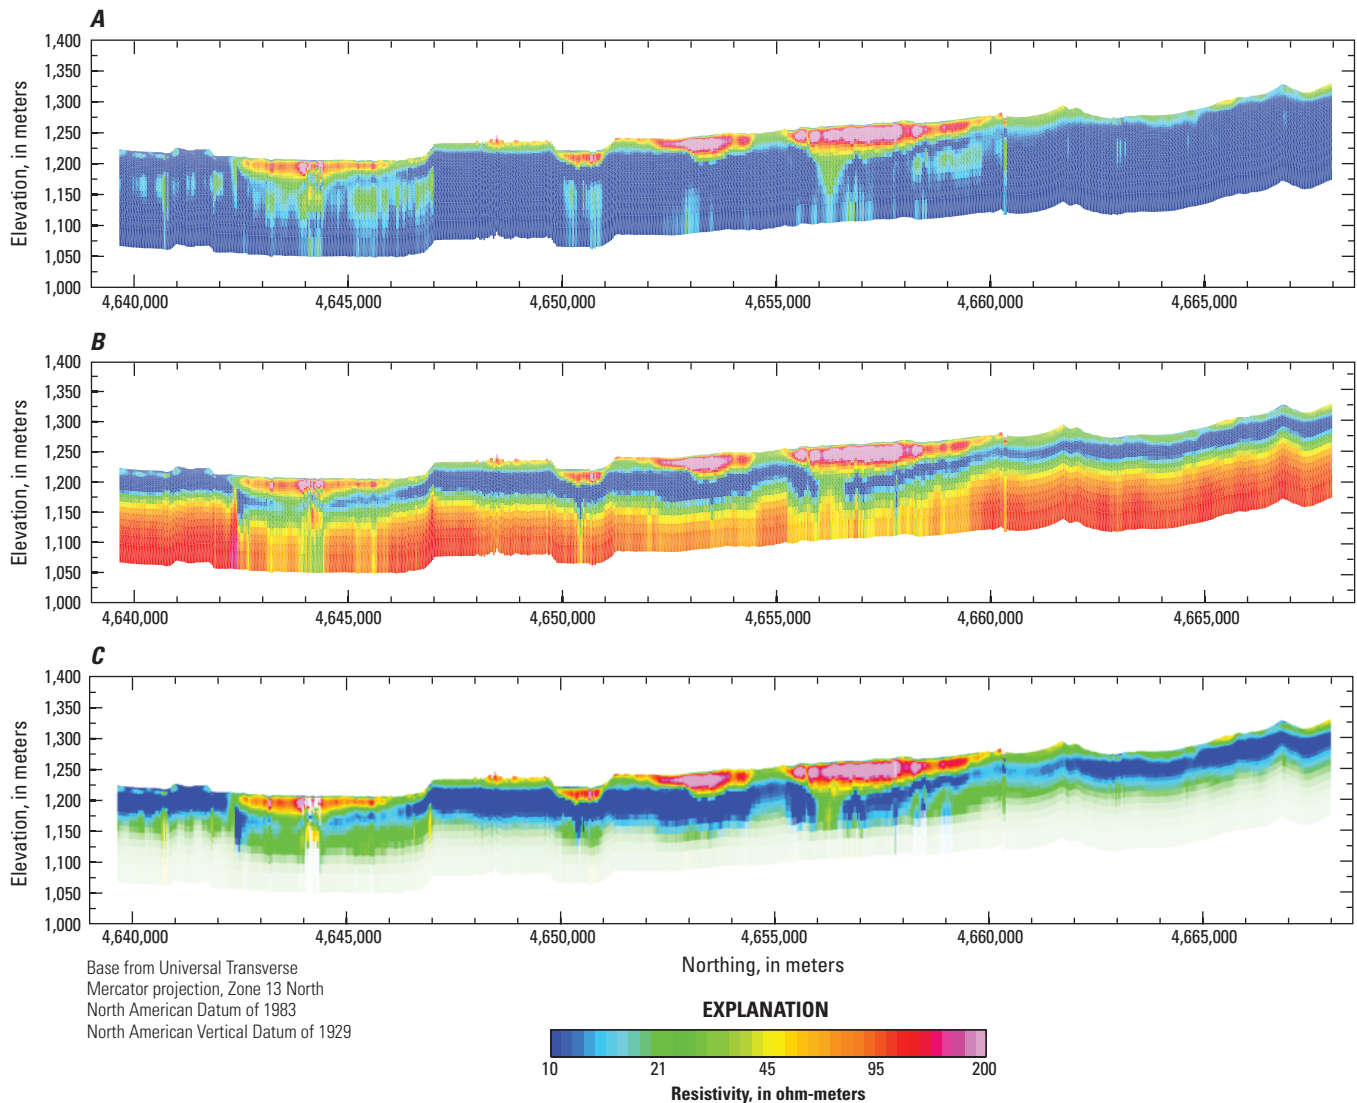 A
1,400
1,350
1,300
1,250
1,200
1,150
1,100
1,050
1,000
Elevation, in meters
4,640,000 4,645,000 4,650,000 4,655,000 4,660,000 4,665,000
B
1,400
1,350
1,300
1,250
1,200
1,150
1,100
1,050
1,000
Elevation, in meters
4,640,000 4,645,000 4,650,000 4,655,000 4,660,000 4,665,000
C
1,400
1,350
1,300
1,250
1,200
1,150
1,100
1,050
1,000
Elevation, in meters
4,640,000 4,645,000 4,650,000 4,655,000 4,660,000 4,665,000
Northing, in meters
Base from Universal Transverse
Mercator projection, Zone 13 North
North American Datum of 1983
North American Vertical Datum of 1929
EXPLANATION
10 21 45 95 200
Resistivity, in ohm-meters